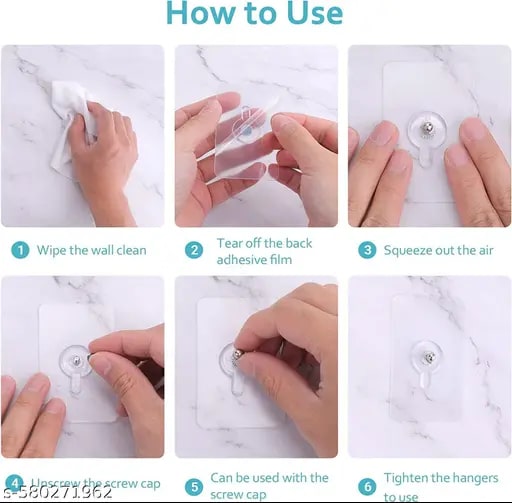 How to Use
1 Wipe the wall clean
2 Tear off the back
adhesive film
3 Squeeze out the air
4 Unscrew the screw cap
s-580271962
5 Can be used with the
screw cap
6 Tighten the hangers
to use